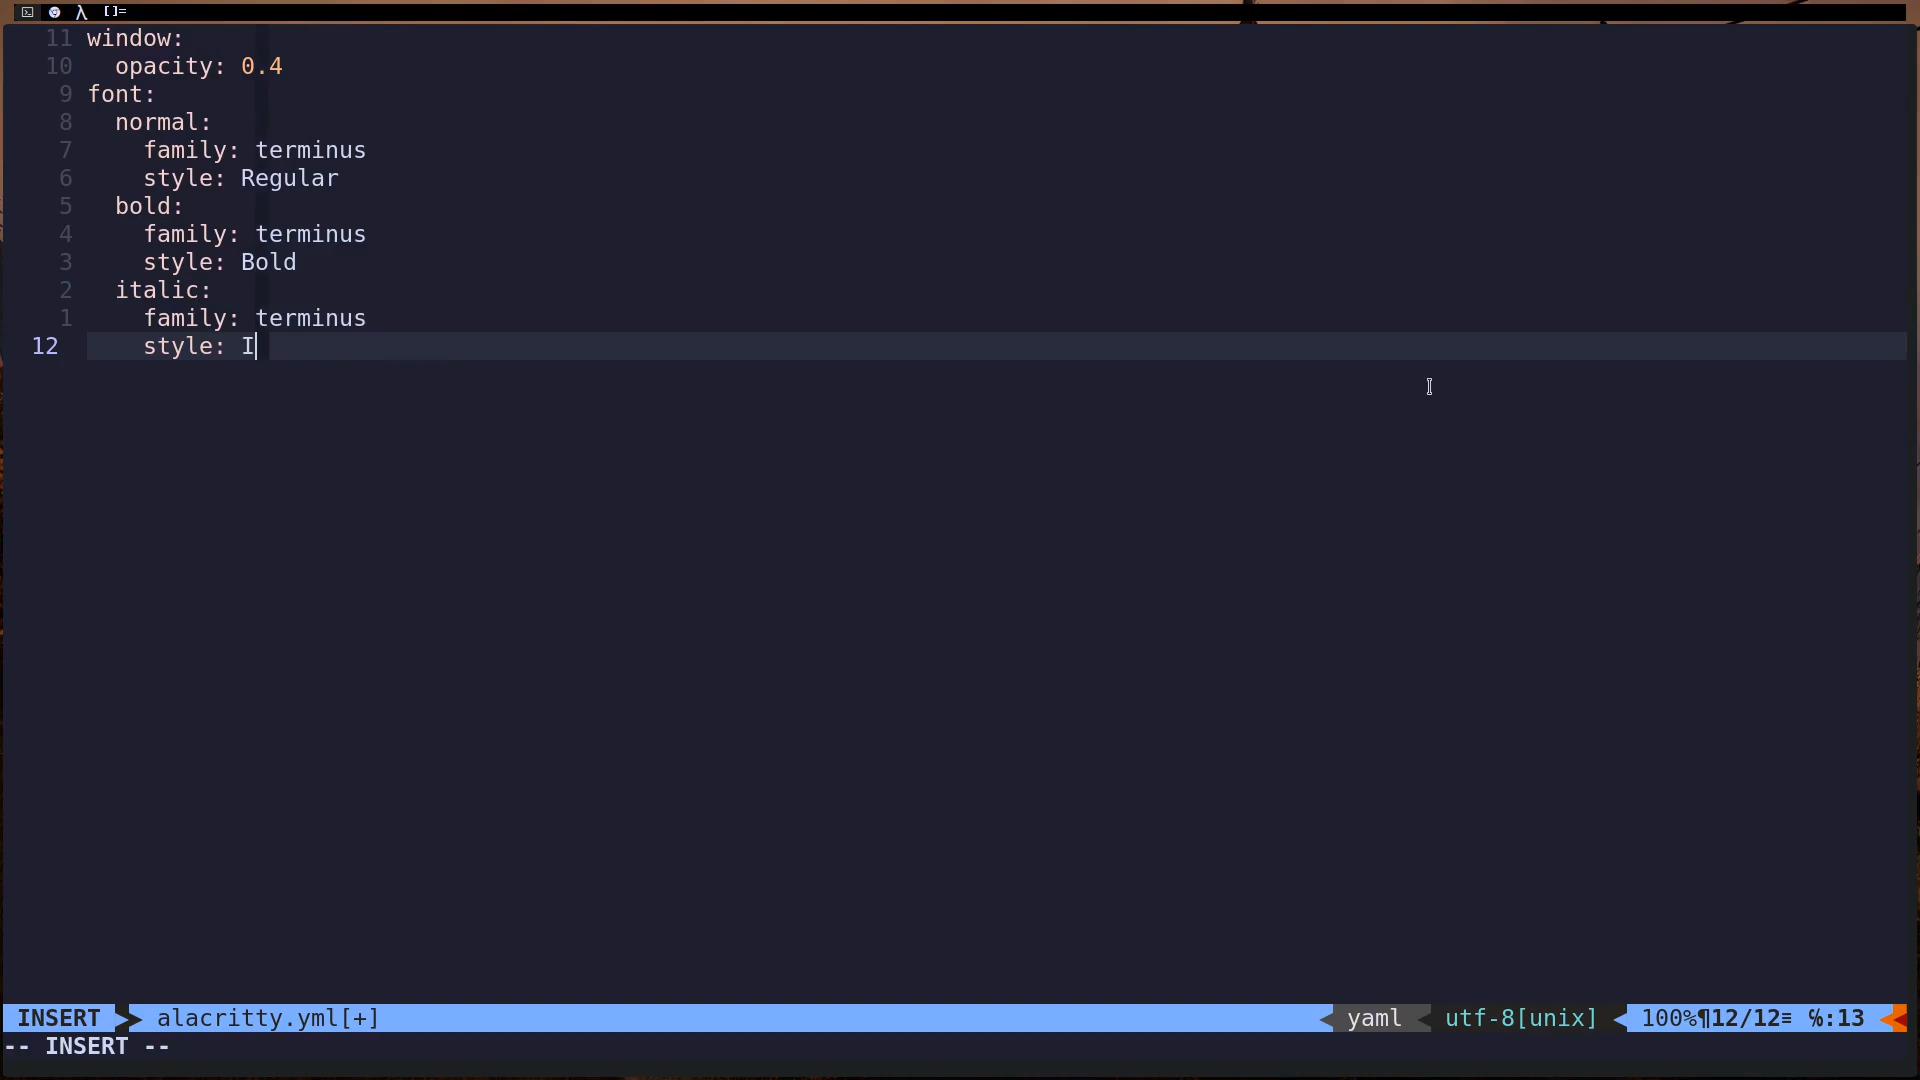 λ []=
11 window:
10   opacity: 0.4
9 font:
8   normal:
7     family: terminus
6     style: Regular
5   bold:
4     family: terminus
3     style: Bold
2   italic:
1     family: terminus
12     style: I
INSERT alacritty.yml[+] yaml utf-8[unix] 100%¶12/12≡ ℅:13
-- INSERT --